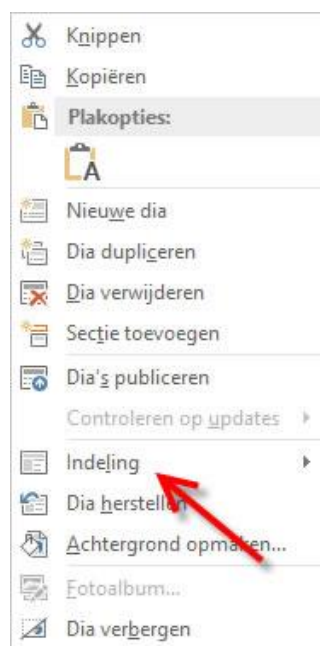 Knippen
Kopiëren
Plakopties:
A
Nieuwe dia
Dia dupliceren
Dia verwijderen
Sectie toevoegen
Dia's publiceren
Controleren op updates
Indeling
Dia herstellen
Achtergrond opmaken...
Fotoalbum...
Dia verbergen